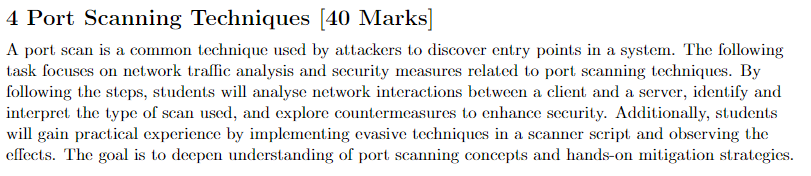 4 Port Scanning Techniques [40 Marks]
A port scan is a common technique used by attackers to discover entry points in a system. The following
task focuses on network traffic analysis and security measures related to port scanning techniques. By
following the steps, students will analyse network interactions between a client and a server, identify and
interpret the type of scan used, and explore countermeasures to enhance security. Additionally, students
will gain practical experience by implementing evasive techniques in a scanner script and observing the
effects. The goal is to deepen understanding of port scanning concepts and hands-on mitigation strategies.